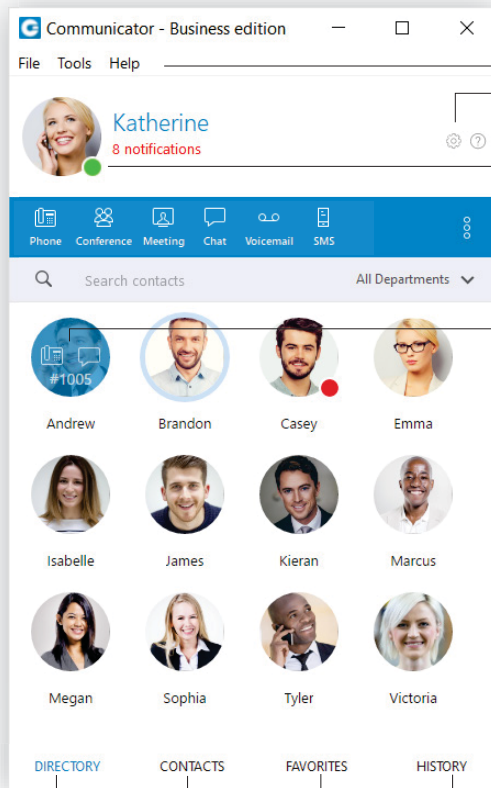 Communicator - Business edition
File Tools Help
Katherine
8 notifications
Phone Conference Meeting Chat Voicemail SMS
Search contacts All Departments
#1005
Andrew Brandon Casey Emma
Isabelle James Kieran Marcus
Megan Sophia Tyler Victoria
DIRECTORY CONTACTS FAVORITES HISTORY